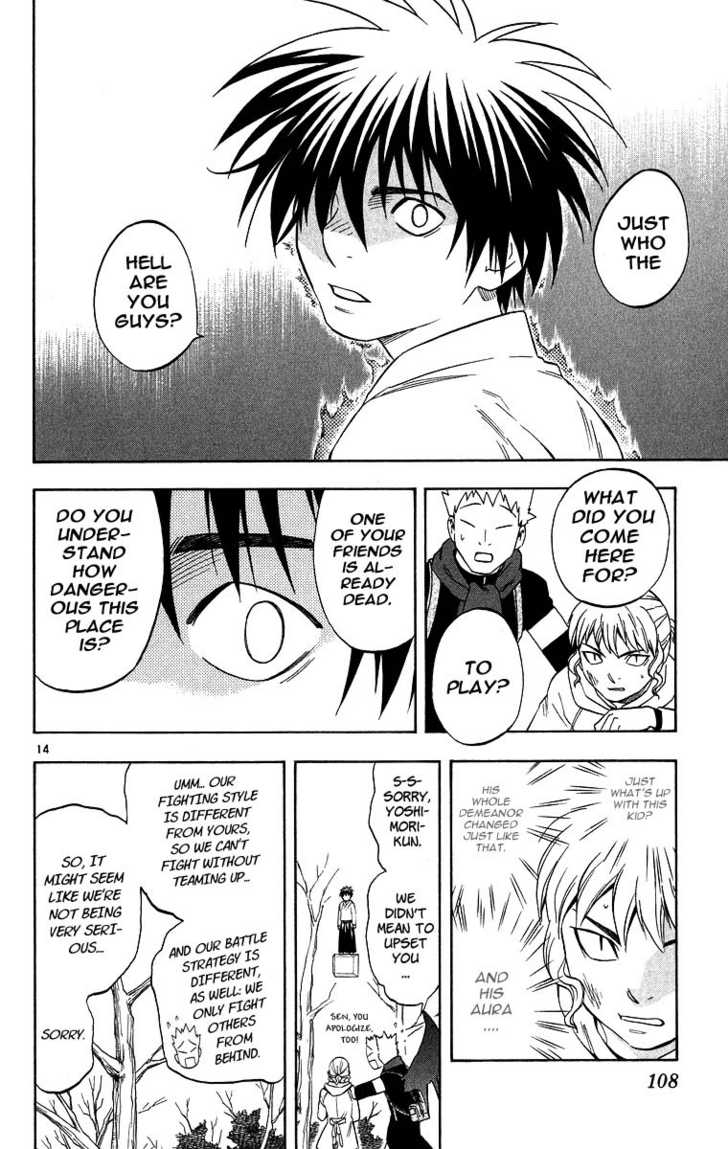 JUST
WHO
THE
HELL
ARE
YOU
GUYS?
WHAT
DID YOU
COME
HERE
FOR?
TO
PLAY?
ONE
OF YOUR
FRIENDS
IS AL-
READY
DEAD.
DO YOU
UNDER-
STAND
HOW
DANGER-
OUS THIS
PLACE
IS?
14
JUST
WHAT'S UP
WITH THIS
KID?
HIS
WHOLE
DEMEANOR
CHANGED
JUST LIKE
THAT.
AND
HIS
AURA
....
S-S-
SORRY,
YOSHI-
MORI-
KUN.
WE
DIDN'T
MEAN TO
UPSET
YOU
...
SEN, YOU
APOLOGIZE,
TOO!
UMM... OUR
FIGHTING STYLE
IS DIFFERENT
FROM YOURS,
SO WE CAN'T
FIGHT WITHOUT
TEAMING UP...
AND OUR BATTLE
STRATEGY IS
DIFFERENT,
AS WELL: WE
ONLY FIGHT
OTHERS
FROM
BEHIND.
SO, IT
MIGHT SEEM
LIKE WE'RE
NOT BEING
VERY SERI-
OUS...
SORRY.
108